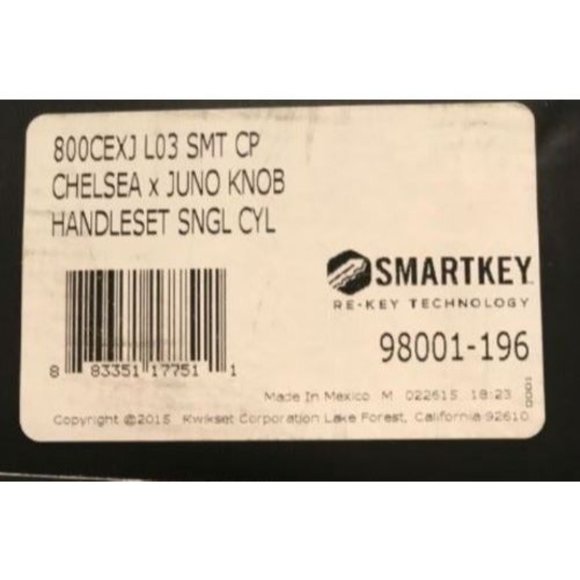 800CEXJ L03 SMT CP
CHELSEA x JUNO KNOB
HANDLESET SNGL CYL
SMARTKEY
RE-KEY TECHNOLOGY
8 83351 17751 1
98001-196
Made In Mexico M 022615 18:23
0001
Copyright ©2015 Kwikset Corporation Lake Forest, California 92610